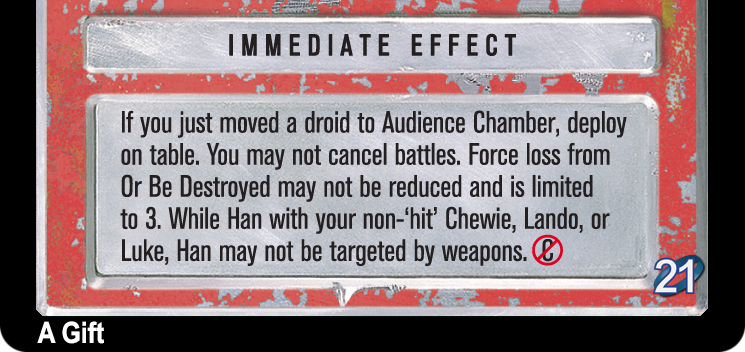 IMMEDIATE EFFECT
If you just moved a droid to Audience Chamber, deploy
on table. You may not cancel battles. Force loss from
Or Be Destroyed may not be reduced and is limited
to 3. While Han with your non-‘hit’ Chewie, Lando, or
Luke, Han may not be targeted by weapons. C
21
A Gift